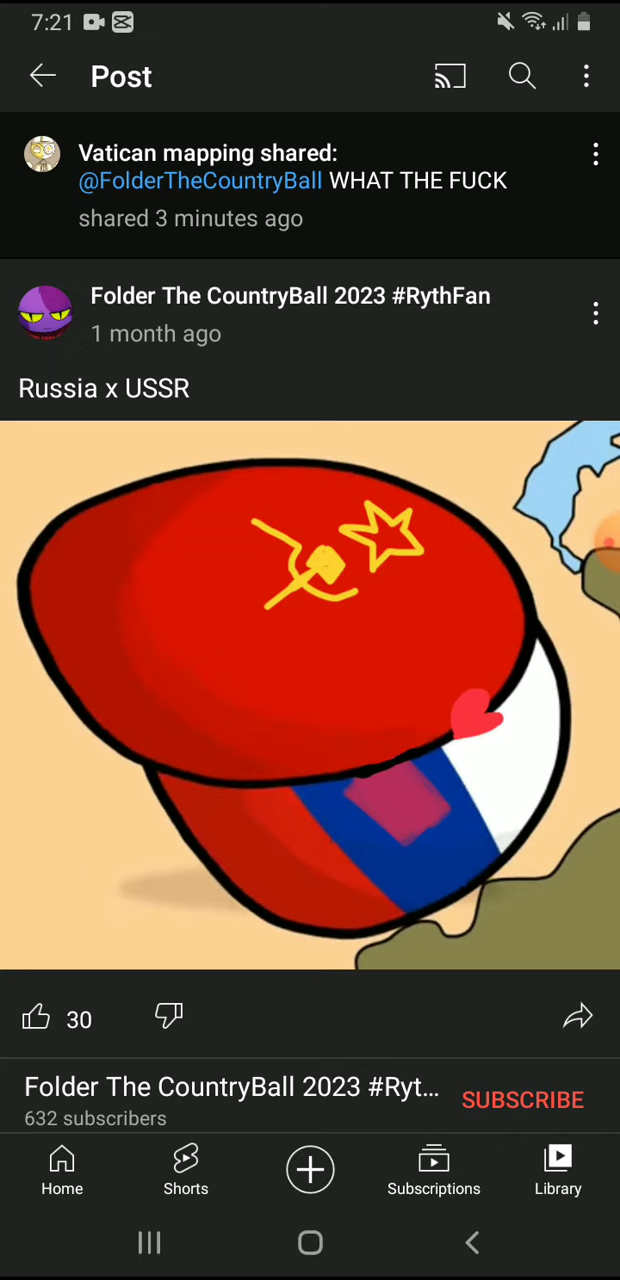 7:21
Post
Vatican mapping shared:
@FolderTheCountryBall WHAT THE FUCK
shared 3 minutes ago
Folder The CountryBall 2023 #RythFan
1 month ago
Russia x USSR
30
Folder The CountryBall 2023 #Ryt...
SUBSCRIBE
632 subscribers
Home
Shorts
Subscriptions
Library